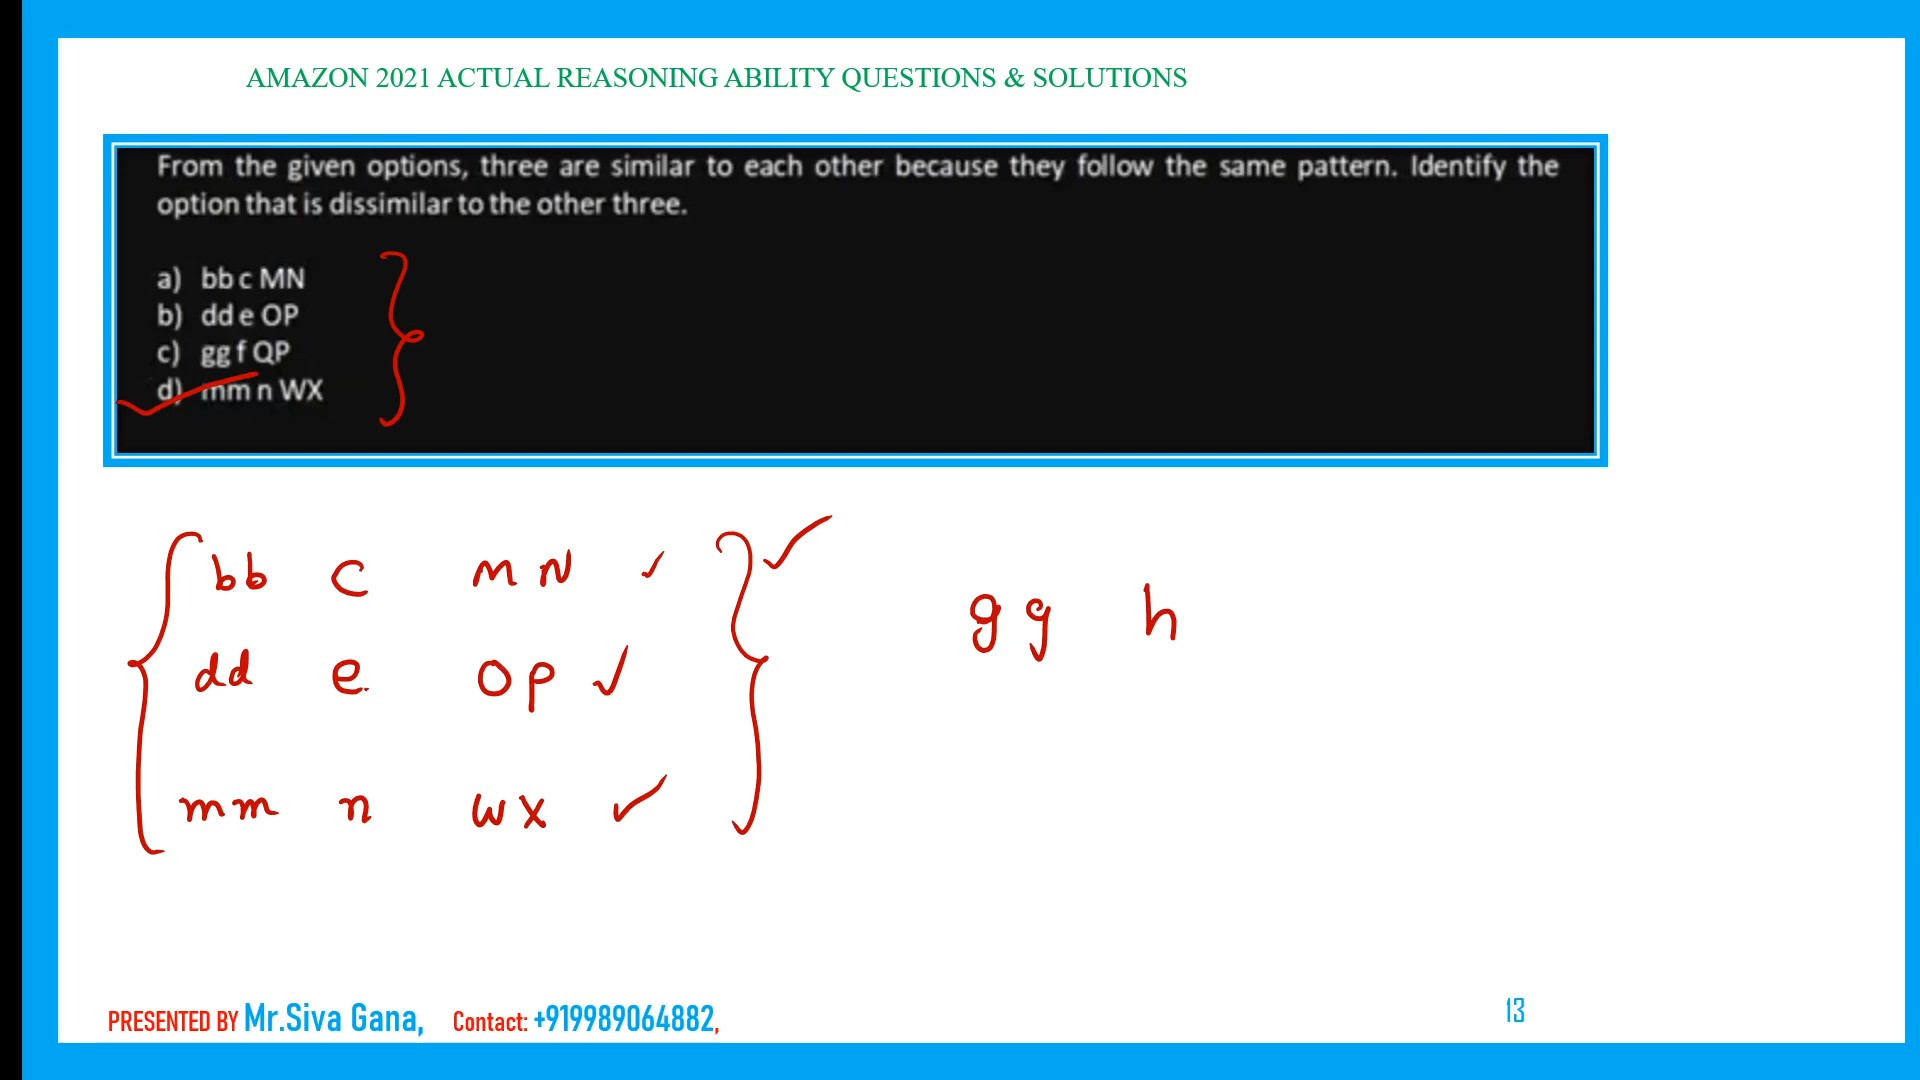 AMAZON 2021 ACTUAL REASONING ABILITY QUESTIONS & SOLUTIONS
From the given options, three are similar to each other because they follow the same pattern. Identify the
option that is dissimilar to the other three.
a) bb c MN
b) dd e OP
c) gg f QP
d) mm n WX
bb c MN
dd e OP
mm n WX
gg h
PRESENTED BY Mr.Siva Gana, Contact: +919989064882,
13